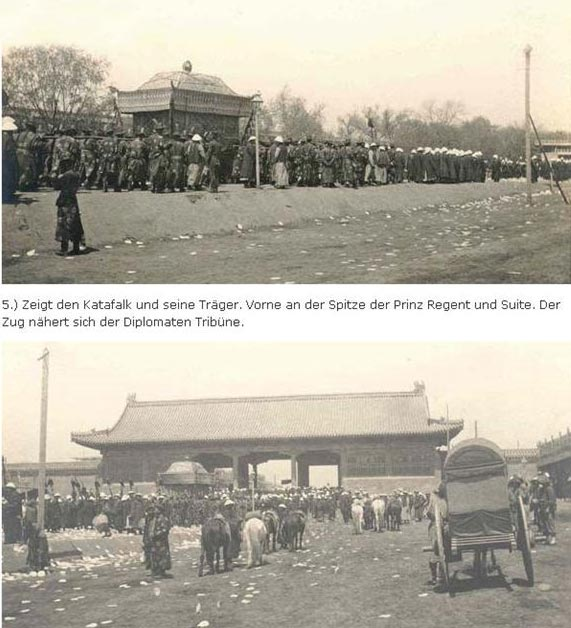 5.) Zeigt den Katafalk und seine Träger. Vorne an der Spitze der Prinz Regent und Suite. Der
Zug nähert sich der Diplomaten Tribüne.